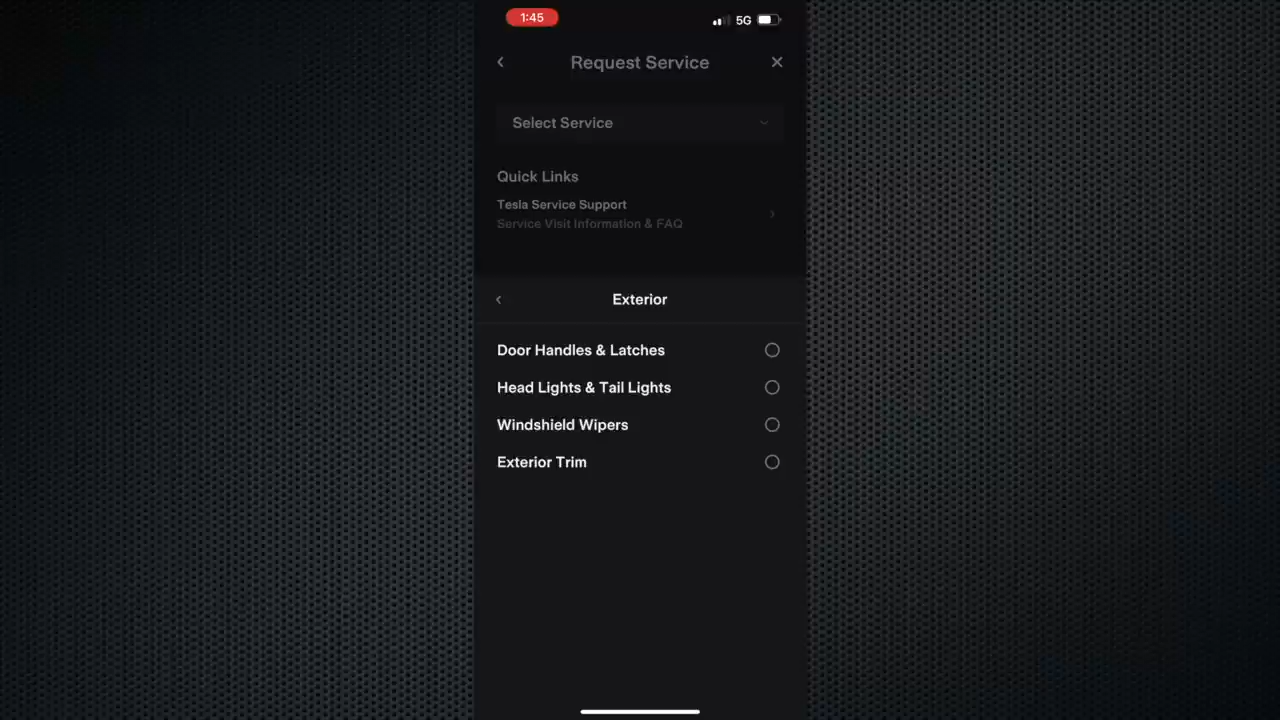 1:45
5G
Request Service
Select Service
Quick Links
Tesla Service Support
Service Visit Information & FAQ
Exterior
Door Handles & Latches
Head Lights & Tail Lights
Windshield Wipers
Exterior Trim